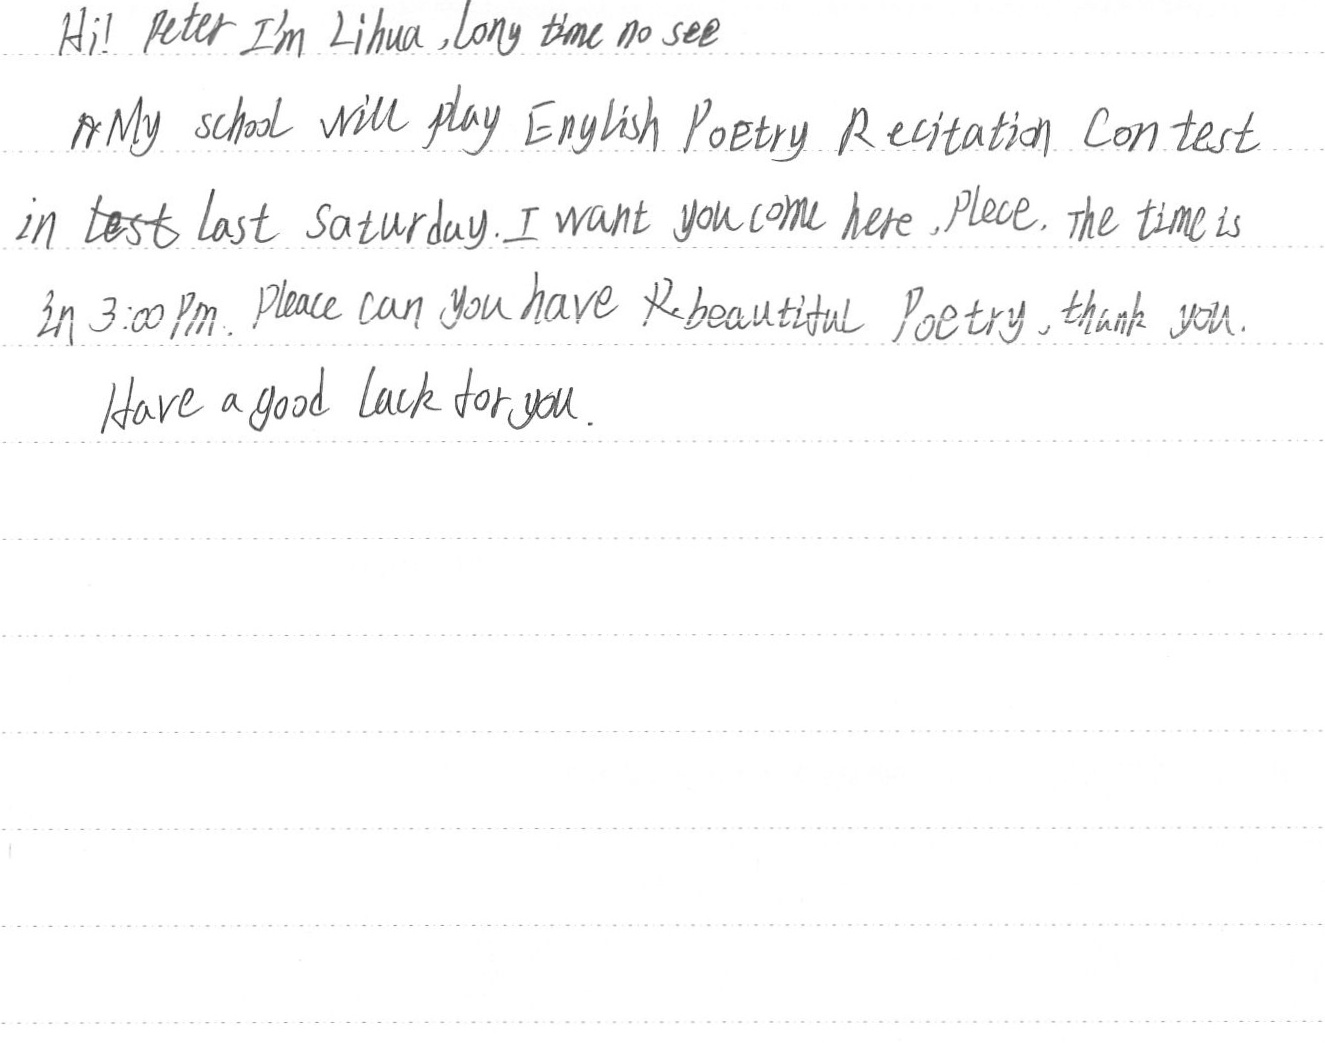 Hi! Peter I'm Lihua, long time no see
My school will play English Poetry Recitation Contest
in test last Saturday. I want you come here, Plece. The time is
in 3:00 Pm. Pleace can you have beautiful Poetry, thank you.
Have a good lack for you.